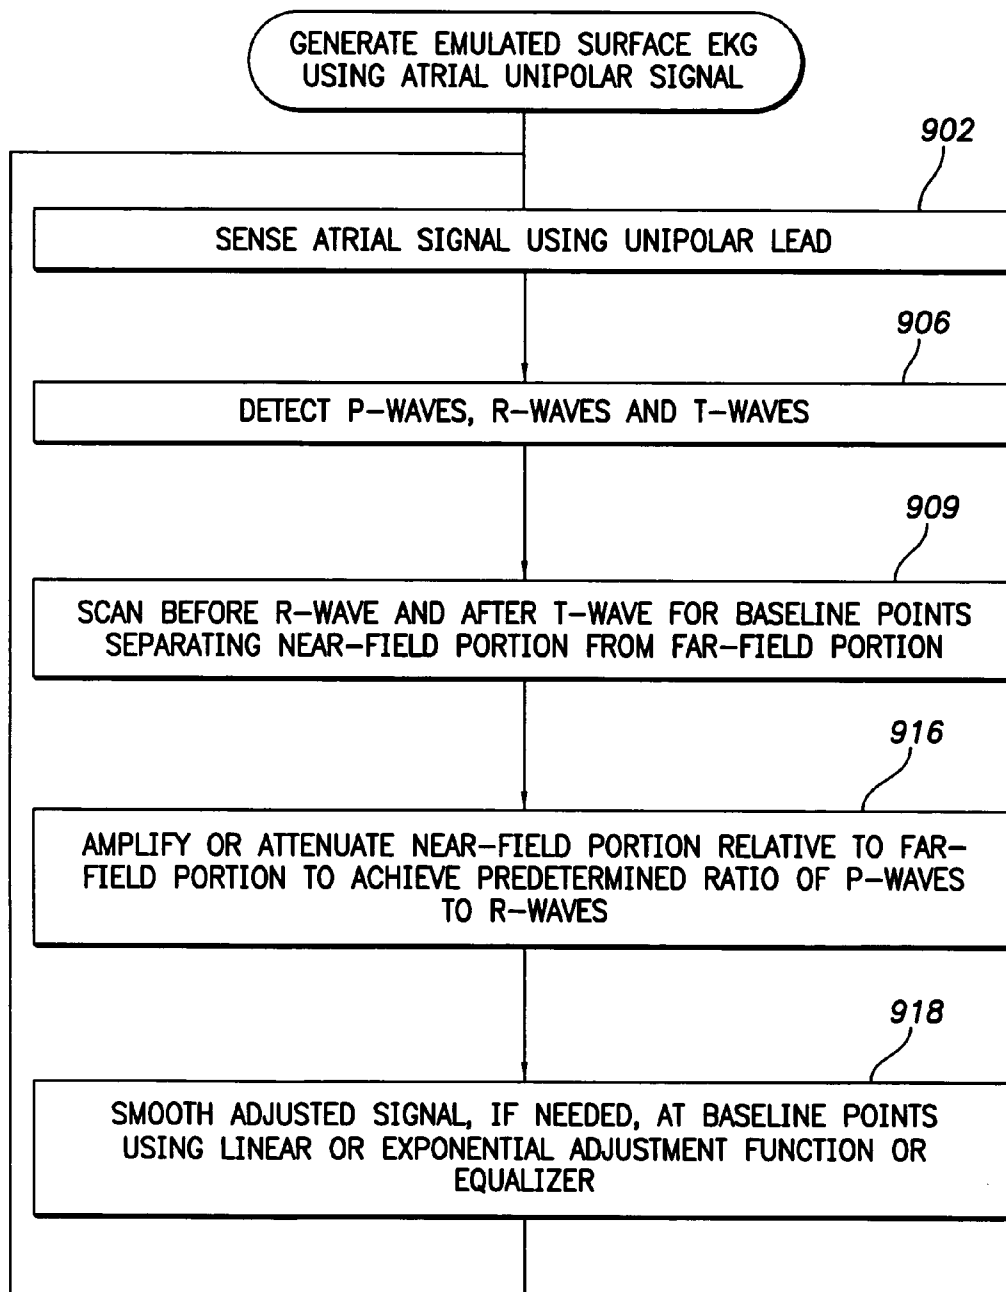 GENERATE EMULATED SURFACE EKG
USING ATRIAL UNIPOLAR SIGNAL
902
SENSE ATRIAL SIGNAL USING UNIPOLAR LEAD
906
DETECT P-WAVES, R-WAVES AND T-WAVES
909
SCAN BEFORE R-WAVE AND AFTER T-WAVE FOR BASELINE POINTS
SEPARATING NEAR-FIELD PORTION FROM FAR-FIELD PORTION
916
AMPLIFY OR ATTENUATE NEAR-FIELD PORTION RELATIVE TO FAR-
FIELD PORTION TO ACHIEVE PREDETERMINED RATIO OF P-WAVES
TO R-WAVES
918
SMOOTH ADJUSTED SIGNAL, IF NEEDED, AT BASELINE POINTS
USING LINEAR OR EXPONENTIAL ADJUSTMENT FUNCTION OR
EQUALIZER